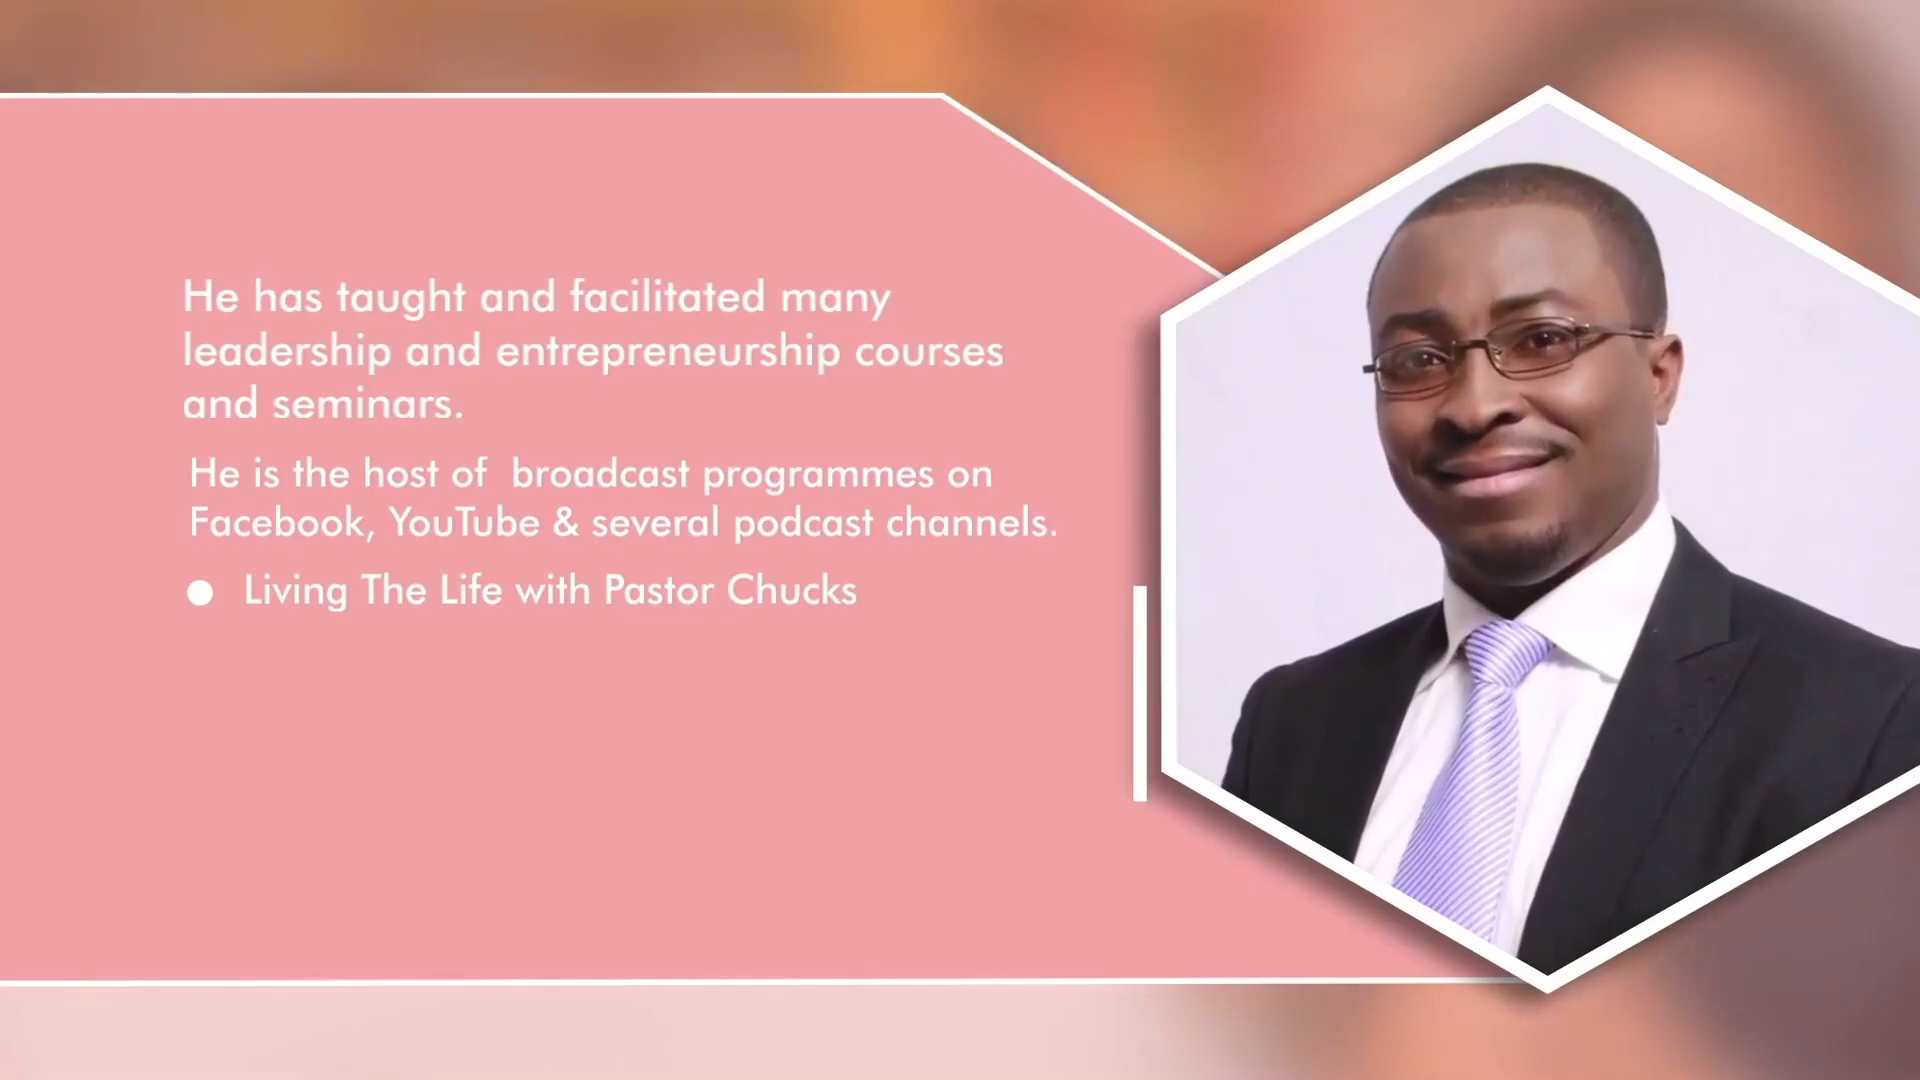 He has taught and facilitated many
leadership and entrepreneurship courses
and seminars.
He is the host of broadcast programmes on
Facebook, YouTube & several podcast channels.
● Living The Life with Pastor Chucks